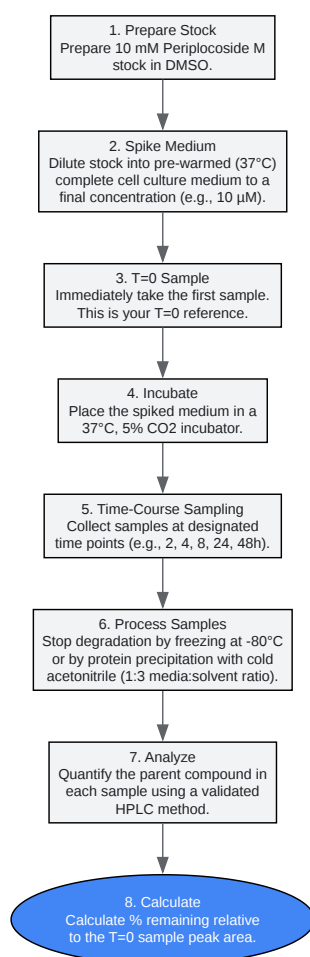 1. Prepare Stock
Prepare 10 mM Periplocoside M
stock in DMSO.
2. Spike Medium
Dilute stock into pre-warmed (37°C)
complete cell culture medium to a
final concentration (e.g., 10 µM).
3. T=0 Sample
Immediately take the first sample.
This is your T=0 reference.
4. Incubate
Place the spiked medium in a
37°C, 5% CO2 incubator.
5. Time-Course Sampling
Collect samples at designated
time points (e.g., 2, 4, 8, 24, 48h).
6. Process Samples
Stop degradation by freezing at -80°C
or by protein precipitation with cold
acetonitrile (1:3 media:solvent ratio).
7. Analyze
Quantify the parent compound in
each sample using a validated
HPLC method.
8. Calculate
Calculate % remaining relative
to the T=0 sample peak area.